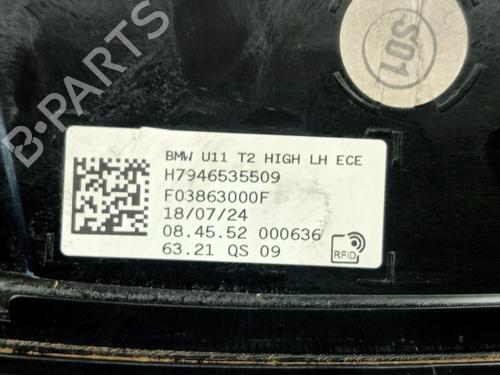 S01
B-PARTS
BMW U11 T2 HIGH LH ECE
H7946535509
F03863000F
18/07/24
08.45.52 000636
63.21 QS 09
RFID